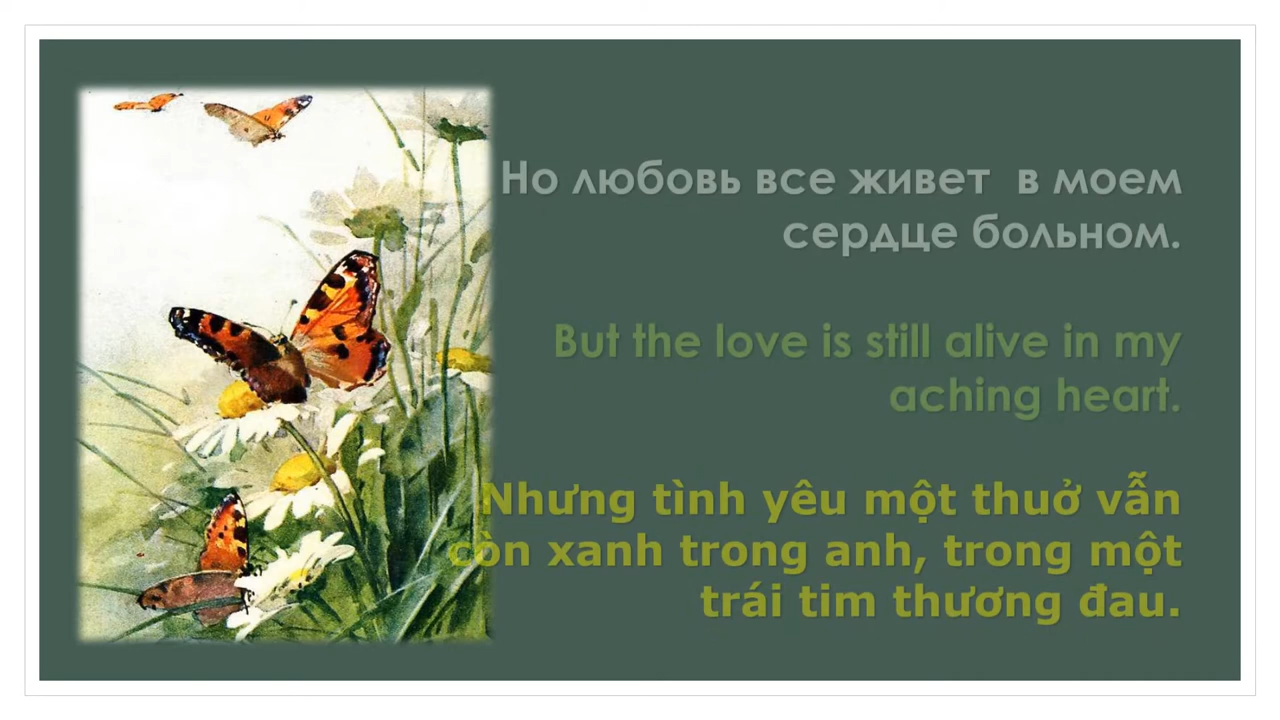 Но любовь все живет в моем
сердце больном.
But the love is still alive in my
aching heart.
Nhưng tình yêu một thuở vẫn
còn xanh trong anh, trong một
trái tim thương đau.